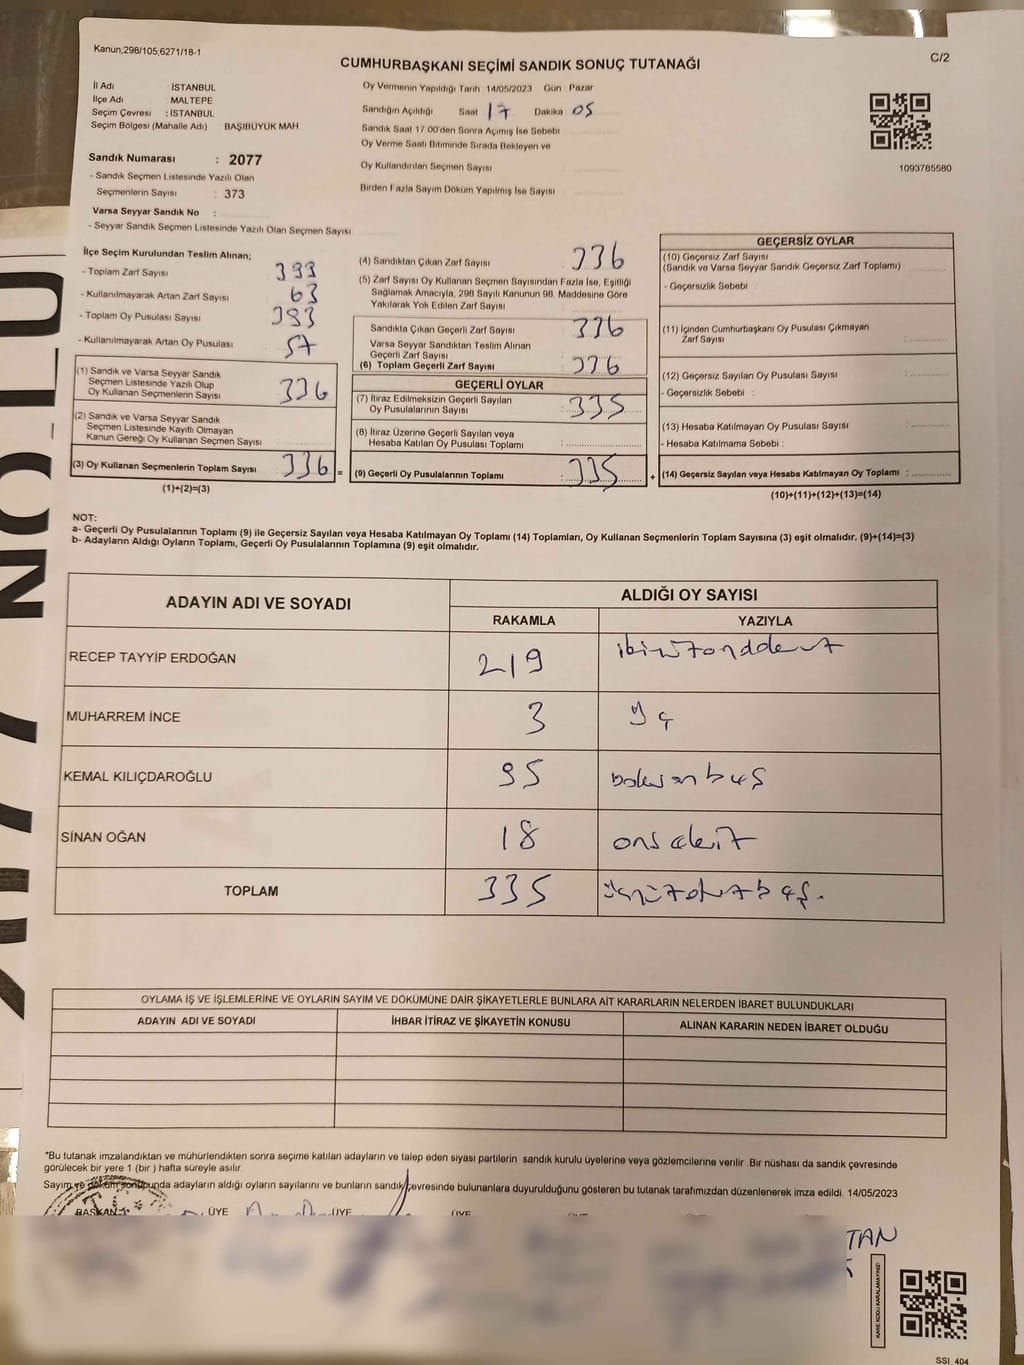 Kanun,298/105,6271/18-1
C/2
CUMHURBAŞKANI SEÇİMİ SANDIK SONUÇ TUTANAĞI
İl Adı : İSTANBUL
İlçe Adı : MALTEPE
Seçim Çevresi : İSTANBUL
Seçim Bölgesi (Mahalle Adı) BAŞIBÜYÜK MAH
Sandık Numarası : 2077
- Sandık Seçmen Listesinde Yazılı Olan
Seçmenlerin Sayısı : 373
Varsa Seyyar Sandık No :
- Seyyar Sandık Seçmen Listesinde Yazılı Olan Seçmen Sayısı
Oy Vermenin Yapıldığı Tarih 14/05/2023 Gün Pazar
Sandığın Açıldığı Saat 17 Dakika 05
Sandık Saat 17 00'den Sonra Açımış İse Sebebi
Oy Verme Saati Bitiminde Sırada Bekleyen ve
Oy Kullandırılan Seçmen Sayısı
Birden Fazla Sayım Döküm Yapılmış İse Sayısı
1093785580
İlçe Seçim Kurulundan Teslim Alınan;
- Toplam Zarf Sayısı 393
- Kullanılmayarak Artan Zarf Sayısı 63
- Toplam Oy Pusulası Sayısı 393
- Kullanılmayarak Artan Oy Pusulası 57
(1) Sandık ve Varsa Seyyar Sandık
Seçmen Listesinde Yazılı Olup
Oy Kullanan Seçmenlerin Sayısı 336
(2) Sandık ve Varsa Seyyar Sandık
Seçmen Listesinde Kayıtlı Olmayan
Kanun Gereği Oy Kullanan Seçmen Sayısı
(3) Oy Kullanan Seçmenlerin Toplam Sayısı 336 =
(1)+(2)=(3)
(4) Sandıktan Çıkan Zarf Sayısı 336
(5) Zarf Sayısı Oy Kullanan Seçmen Sayısından Fazla İse, Eşitliği
Sağlamak Amacıyla, 298 Sayılı Kanunun 98. Maddesine Göre
Yakılarak Yok Edilen Zarf Sayısı
Sandıkta Çıkan Geçerli Zarf Sayısı 336
Varsa Seyyar Sandıktan Teslim Alınan
Geçerli Zarf Sayısı
(6) Toplam Geçerli Zarf Sayısı 336
GEÇERLİ OYLAR
(7) İtiraz Edilmeksizin Geçerli Sayılan
Oy Pusulalarının Sayısı 335
(8) İtiraz Üzerine Geçerli Sayılan veya
Hesaba Katılan Oy Pusulası Toplamı
(9) Geçerli Oy Pusulalarının Toplamı 335 +
GEÇERSİZ OYLAR
(10) Geçersiz Zarf Sayısı
(Sandık ve Varsa Seyyar Sandık Geçersiz Zarf Toplamı)
- Geçersizlik Sebebi :
(11) İçinden Cumhurbaşkanı Oy Pusulası Çıkmayan
Zarf Sayısı
(12) Geçersiz Sayılan Oy Pusulası Sayısı
- Geçersizlik Sebebi :
(13) Hesaba Katılmayan Oy Pusulası Sayısı
- Hesaba Katılmama Sebebi :
(14) Geçersiz Sayılan veya Hesaba Katılmayan Oy Toplamı :
(10)+(11)+(12)+(13)=(14)
NOT:
a- Geçerli Oy Pusulalarının Toplamı (9) ile Geçersiz Sayılan veya Hesaba Katılmayan Oy Toplamı (14) Toplamları, Oy Kullanan Seçmenlerin Toplam Sayısına (3) eşit olmalıdır. (9)+(14)=(3)
b- Adayların Aldığı Oyların Toplamı, Geçerli Oy Pusulalarının Toplamına (9) eşit olmalıdır.
ADAYIN ADI VE SOYADI
ALDIĞI OY SAYISI
RAKAMLA YAZIYLA
RECEP TAYYİP ERDOĞAN 219
MUHARREM İNCE 3 üç
KEMAL KILIÇDAROĞLU 95 doksanbeş
SİNAN OĞAN 18 onsekiz
TOPLAM 335 üçyüzotuzbeş.
OYLAMA İŞ VE İŞLEMLERİNE VE OYLARIN SAYIM VE DÖKÜMÜNE DAİR ŞİKAYETLERLE BUNLARA AİT KARARLARIN NELERDEN İBARET BULUNDUKLARI
ADAYIN ADI VE SOYADI İHBAR İTİRAZ VE ŞİKAYETİN KONUSU ALINAN KARARIN NEDEN İBARET OLDUĞU
*Bu tutanak imzalandıktan ve mühürlendikten sonra seçime katılan adayların ve talep eden siyasi partilerin sandık kurulu üyelerine veya gözlemcilerine verilir. Bir nüshası da sandık çevresinde
görülecek bir yere 1 (bir) hafta süreyle asılır.
Sayım ve döküm sonucunda adayların aldığı oyların sayılarını ve bunların sandık çevresinde bulunanlara duyurulduğunu gösteren bu tutanak tarafımızdan düzenlenerek imza edildi. 14/05/2023
BAŞKAN ÜYE ÜYE ÜYE
TAN
KARE KODU KARALAMAYINIZ!
SSI_404